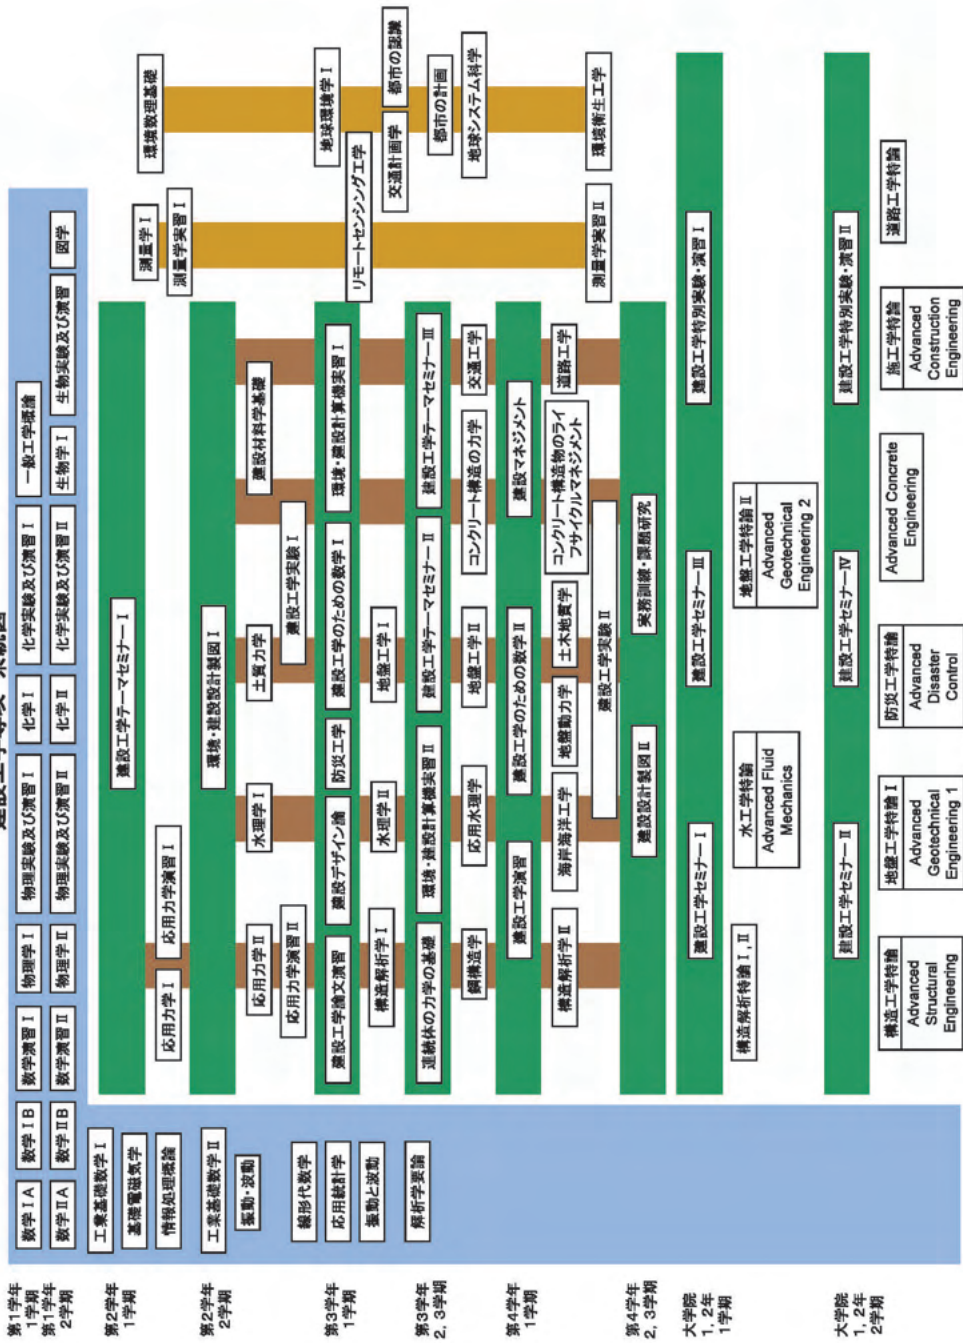 第1学年
1学期
数学ⅠA
数学ⅠB
数学演習Ⅰ
物理学Ⅰ
物理実験及び演習Ⅰ
化学Ⅰ
化学実験及び演習Ⅰ
一般工学概論
第1学年
2学期
数学ⅡA
数学ⅡB
数学演習Ⅱ
物理学Ⅱ
物理実験及び演習Ⅱ
化学Ⅱ
化学実験及び演習Ⅱ
生物学Ⅰ
生物実験及び演習
図学
第2学年
1学期
工業基礎数学Ⅰ
基礎電磁気学
情報処理概論
建設工学テーマセミナーⅠ
応用力学Ⅰ
応用力学演習Ⅰ
測量学Ⅰ
測量学実習Ⅰ
環境数理基礎
第2学年
2学期
工業基礎数学Ⅱ
振動・波動
環境・建設設計製図Ⅰ
応用力学Ⅱ
応用力学演習Ⅱ
水理学Ⅰ
土質力学
建設工学実験Ⅰ
建設材料学基礎
第3学年
1学期
線形代数学
応用統計学
振動と波動
建設工学論文演習
建設デザイン論
防災工学
建設工学のための数学Ⅰ
環境・建設計算機実習Ⅰ
構造解析学Ⅰ
水理学Ⅱ
地盤工学Ⅰ
リモートセンシング工学
地球環境学Ⅰ
第3学年
2, 3学期
解析学要論
連続体の力学の基礎
環境・建設計算機実習Ⅱ
建設工学テーマセミナーⅡ
建設工学テーマセミナーⅢ
鋼構造学
応用水理学
地盤工学Ⅱ
コンクリート構造の力学
交通工学
交通計画学
都市の認識
都市の計画
地球システム科学
第4学年
1学期
建設工学演習
建設工学のための数学Ⅱ
建設マネジメント
構造解析学Ⅱ
海岸海洋工学
地盤動力学
土木地質学
コンクリート構造物のライ
フサイクルマネジメント
道路工学
建設工学実験Ⅱ
測量学実習Ⅱ
環境衛生工学
第4学年
2, 3学期
建設設計製図Ⅱ
実務訓練・課題研究
大学院
1, 2年
1学期
建設工学セミナーⅠ
建設工学セミナーⅢ
建設工学特別実験・演習Ⅰ
構造解析特論Ⅰ, Ⅱ
水工学特論
Advanced Fluid
Mechanics
地盤工学特論Ⅱ
Advanced
Geotechnical
Engineering 2
大学院
1, 2年
2学期
建設工学セミナーⅡ
建設工学セミナーⅣ
建設工学特別実験・演習Ⅱ
構造工学特論
Advanced
Structural
Engineering
地盤工学特論Ⅰ
Advanced
Geotechnical
Engineering 1
防災工学特論
Advanced
Disaster
Control
Advanced Concrete
Engineering
施工学特論
Advanced
Construction
Engineering
道路工学特論